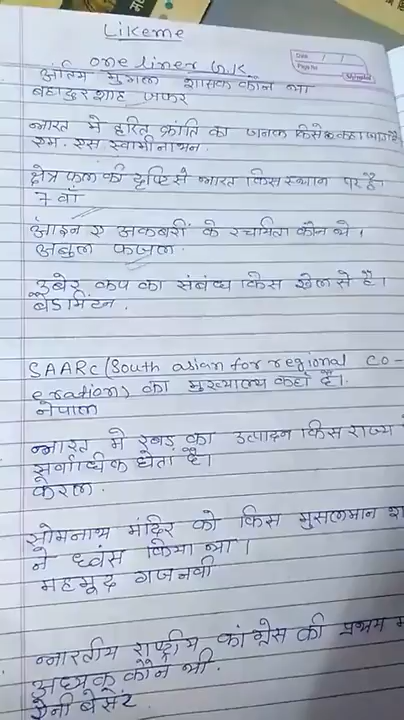 Likeme
one liner G.K
अंतिम मुगल शासक कौन था
बहादुरशाह जफर
भारत मे हरित क्रांति का जनक किसे कहा जाता है
एम. एस स्वामीनाथन.
क्षेत्रफल की दृष्टि से भारत किस स्थान पर है।
7 वाँ
आइन ए अकबरी के रचयिता कौन थे।
अबुल फजल.
उबेर कप का संबंध किस खेल से है।
बैडमिंटन.
SAARC (South asian for regional co-
eration) का मुख्यालय कहाँ है।
नेपाल
भारत मे रबड़ का उत्पादन किस राज्य
सर्वाधिक होता है।
केरल.
सोमनाथ मंदिर को किस मुसलमान
ने ध्वंस किया था।
महमूद गजनवी
भारतीय राष्ट्रीय कांग्रेस की प्रथम म
अध्यक्ष कौन थी.
ऐनी बेसेंट